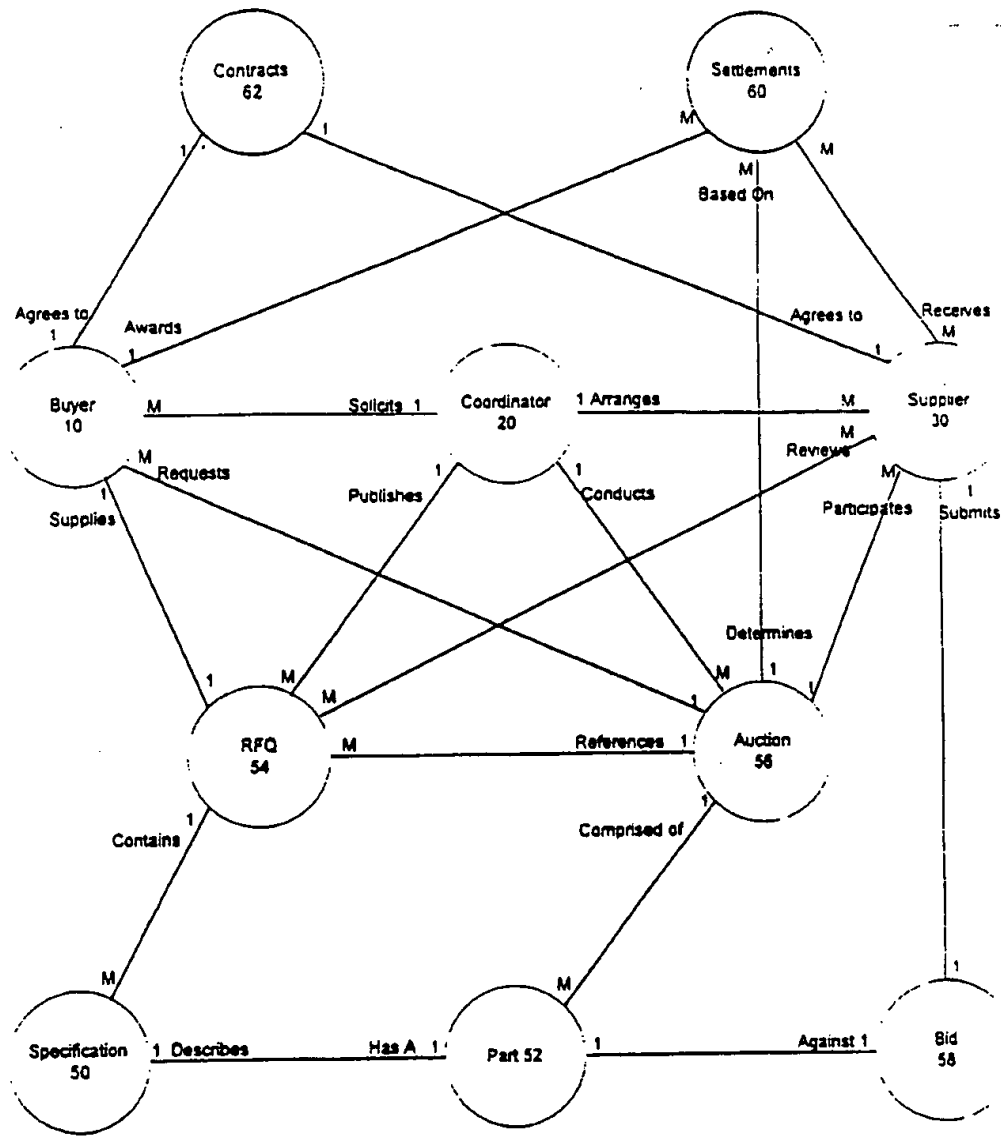 Contracts
62
Settlements
60
1
1
M
M
M
Based On
Agrees to
1
Awards
1
Agrees to
1
Receives
M
Buyer
10
M
Solicits 1
Coordinator
20
1 Arranges
M
Supplier
30
M
Requests
1
Supplies
1
Publishes
1
Conducts
M
Reviews
M
Participates
1
Submits
Determines
1
M
M
M
1
1
1
RFQ
54
M
References
1
Auction
56
1
Contains
1
Comprised of
M
M
1
Specification
50
1 Describes
Has A 1
Part 52
1
Against 1
Bid
58